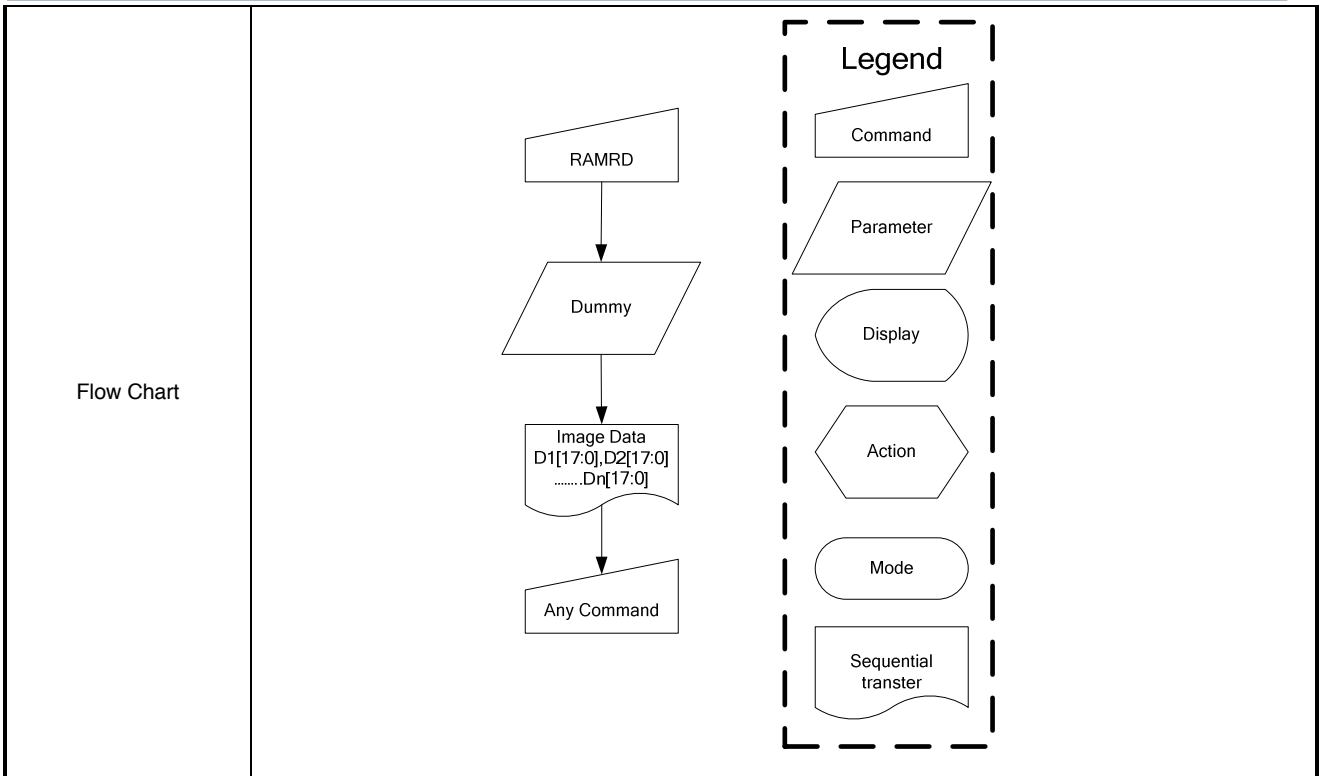 Flow Chart
RAMRD
Dummy
Image Data
D1[17:0],D2[17:0]
........Dn[17:0]
Any Command
Legend
Command
Parameter
Display
Action
Mode
Sequential
transter